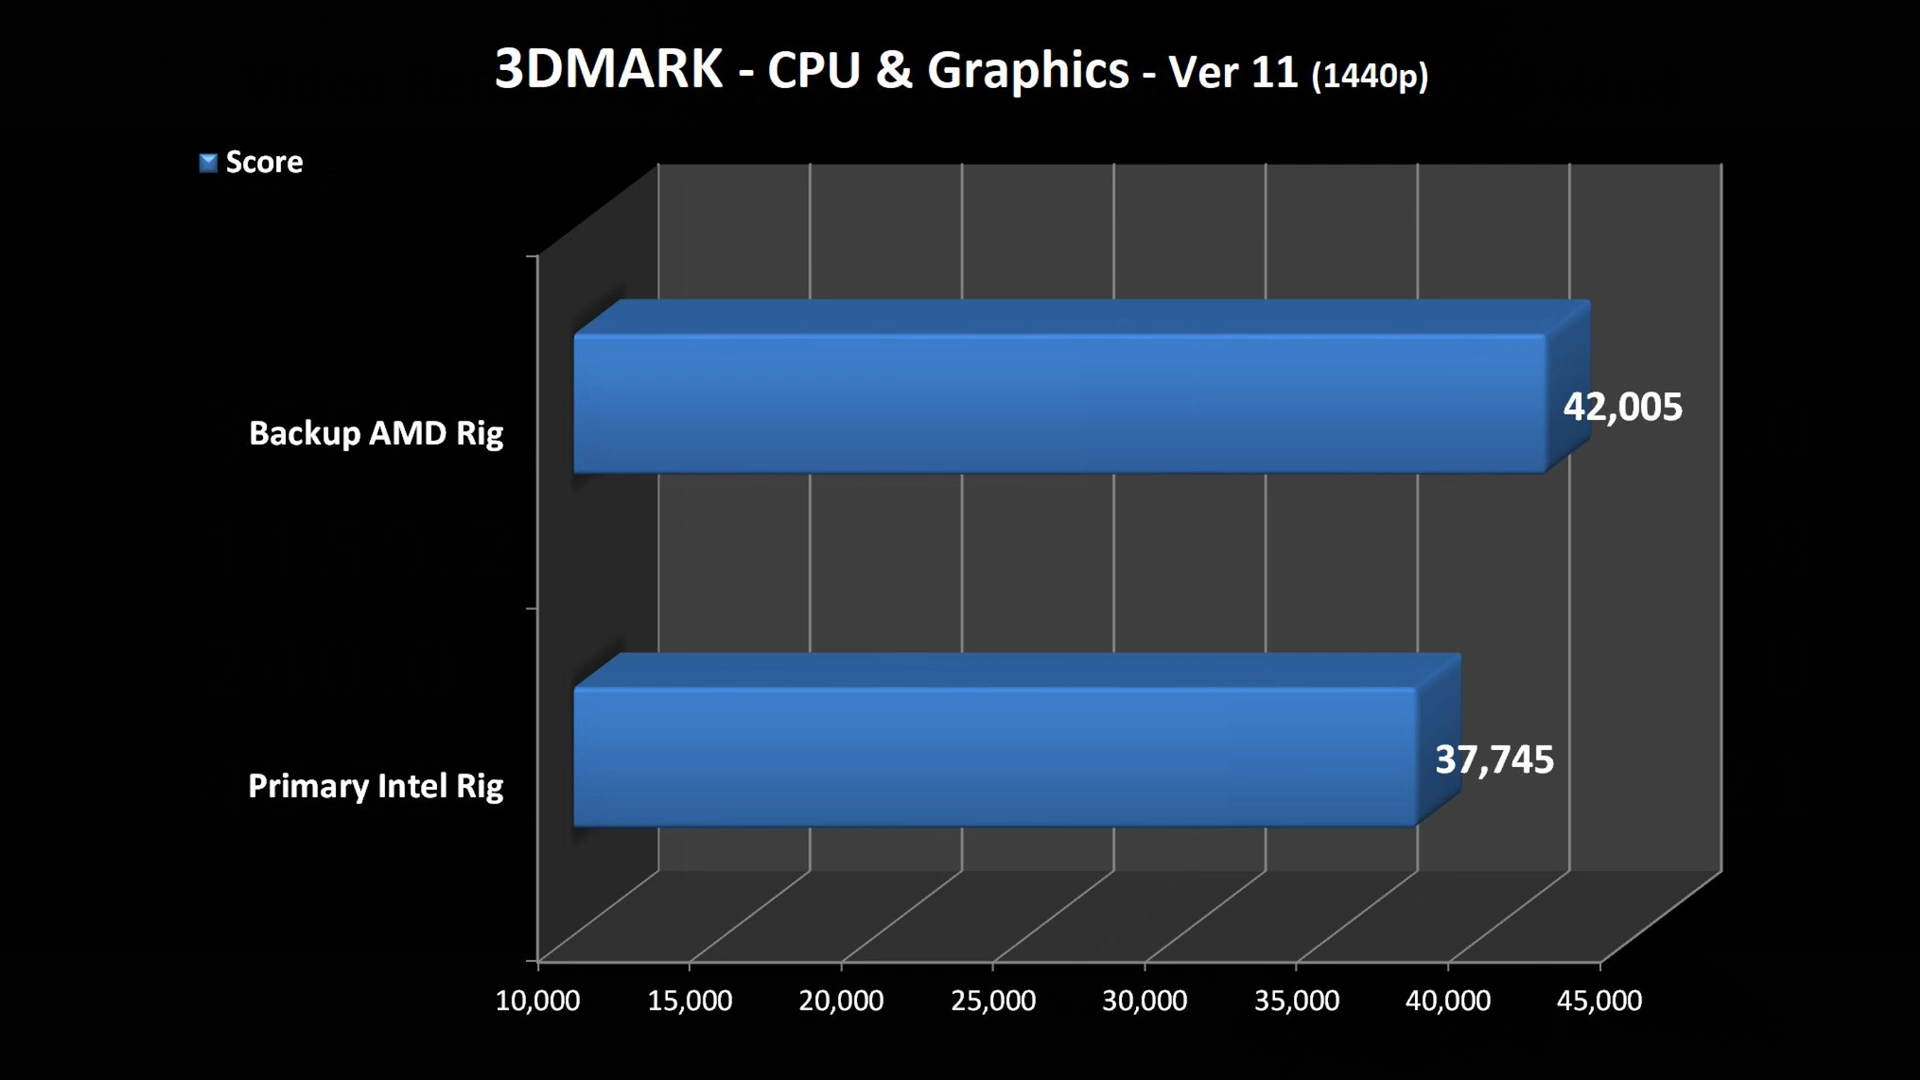 3DMARK - CPU & Graphics - Ver 11 (1440p)
Score
Backup AMD Rig
42,005
Primary Intel Rig
37,745
10,000 15,000 20,000 25,000 30,000 35,000 40,000 45,000